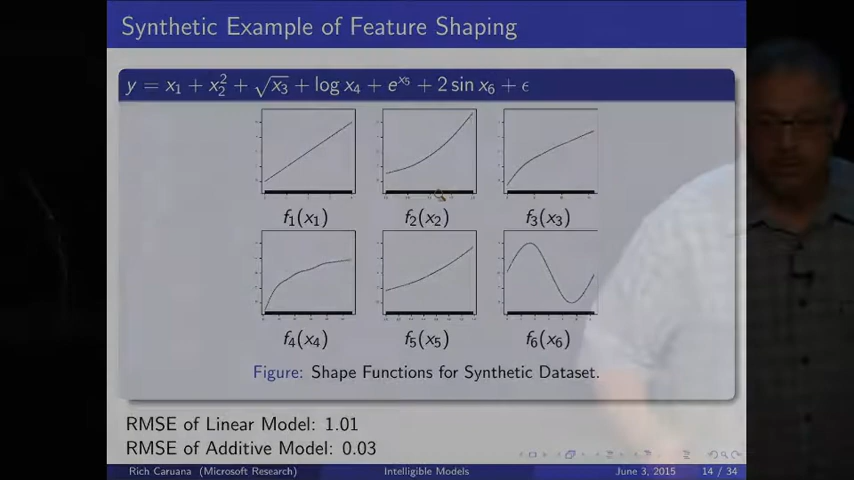 Synthetic Example of Feature Shaping
y = x₁ + x₂² + √x₃ + log x₄ + e^{x₅} + 2 sin x₆ + ϵ
f₁(x₁) f₂(x₂) f₃(x₃)
f₄(x₄) f₅(x₅) f₆(x₆)
Figure: Shape Functions for Synthetic Dataset.
RMSE of Linear Model: 1.01
RMSE of Additive Model: 0.03
Rich Caruana (Microsoft Research) Intelligible Models June 3, 2015 14 / 34